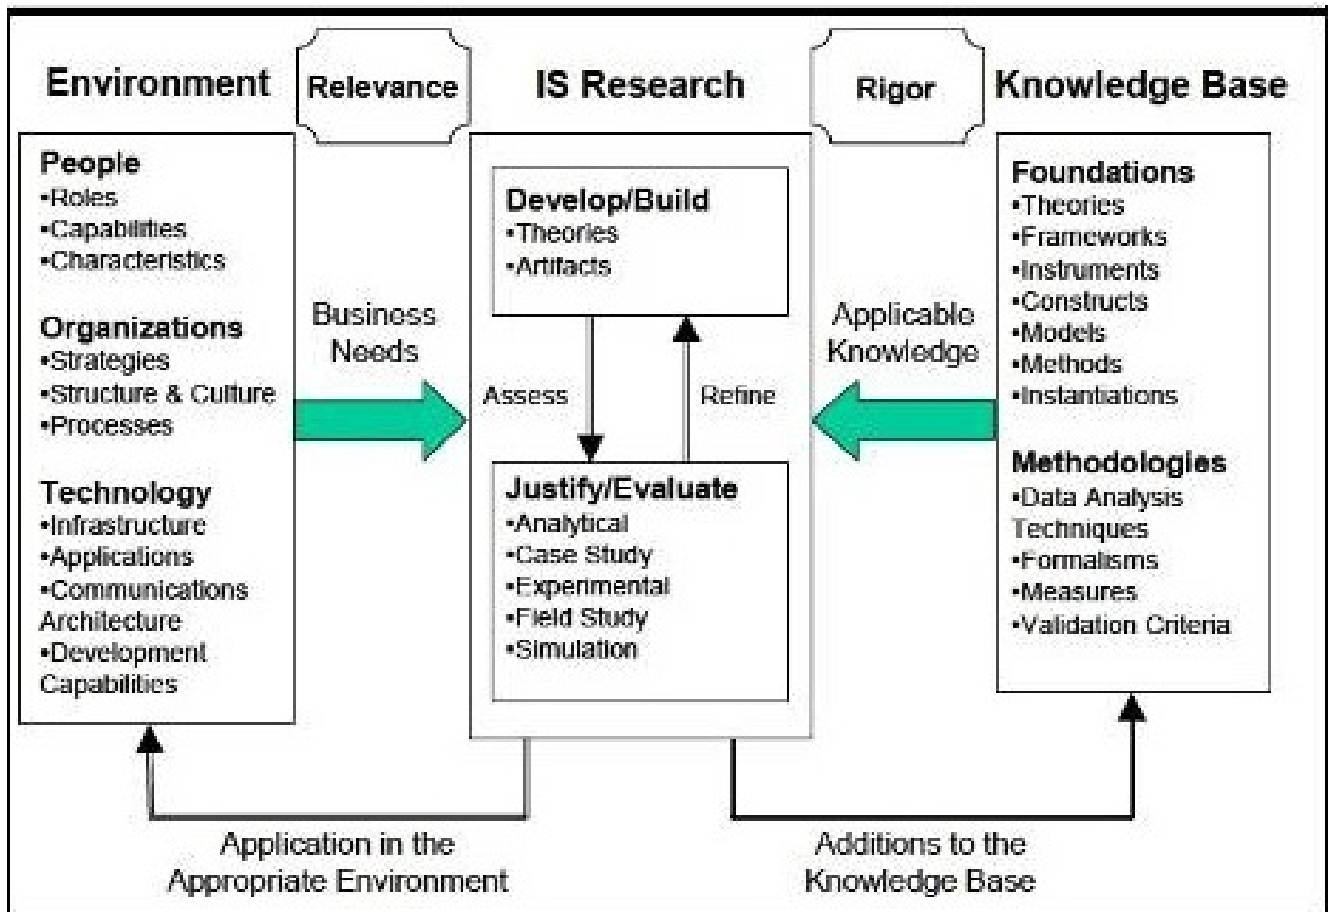 Environment
Relevance
IS Research
Rigor
Knowledge Base
People
•Roles
•Capabilities
•Characteristics
Organizations
•Strategies
•Structure & Culture
•Processes
Technology
•Infrastructure
•Applications
•Communications
Architecture
•Development
Capabilities
Business
Needs
Develop/Build
•Theories
•Artifacts
Assess
Refine
Justify/Evaluate
•Analytical
•Case Study
•Experimental
•Field Study
•Simulation
Applicable
Knowledge
Foundations
•Theories
•Frameworks
•Instruments
•Constructs
•Models
•Methods
•Instantiations
Methodologies
•Data Analysis
Techniques
•Formalisms
•Measures
•Validation Criteria
Application in the
Appropriate Environment
Additions to the
Knowledge Base